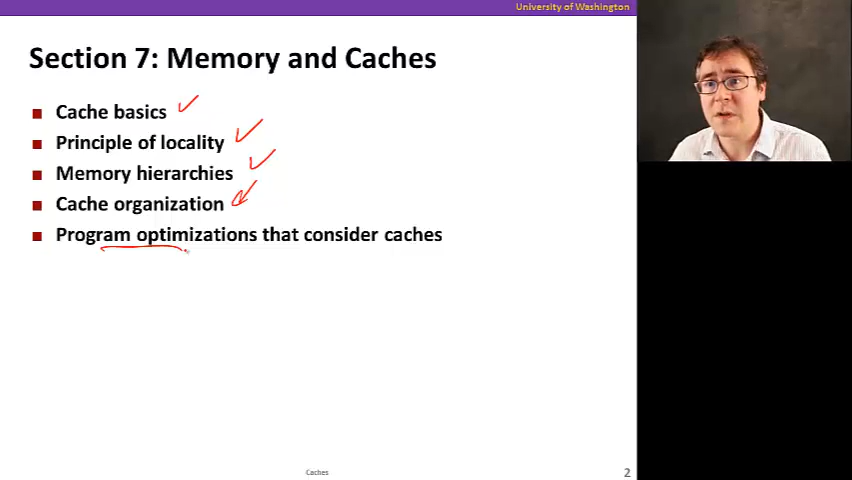 University of Washington
Section 7: Memory and Caches
Cache basics
Principle of locality
Memory hierarchies
Cache organization
Program optimizations that consider caches
Caches
2